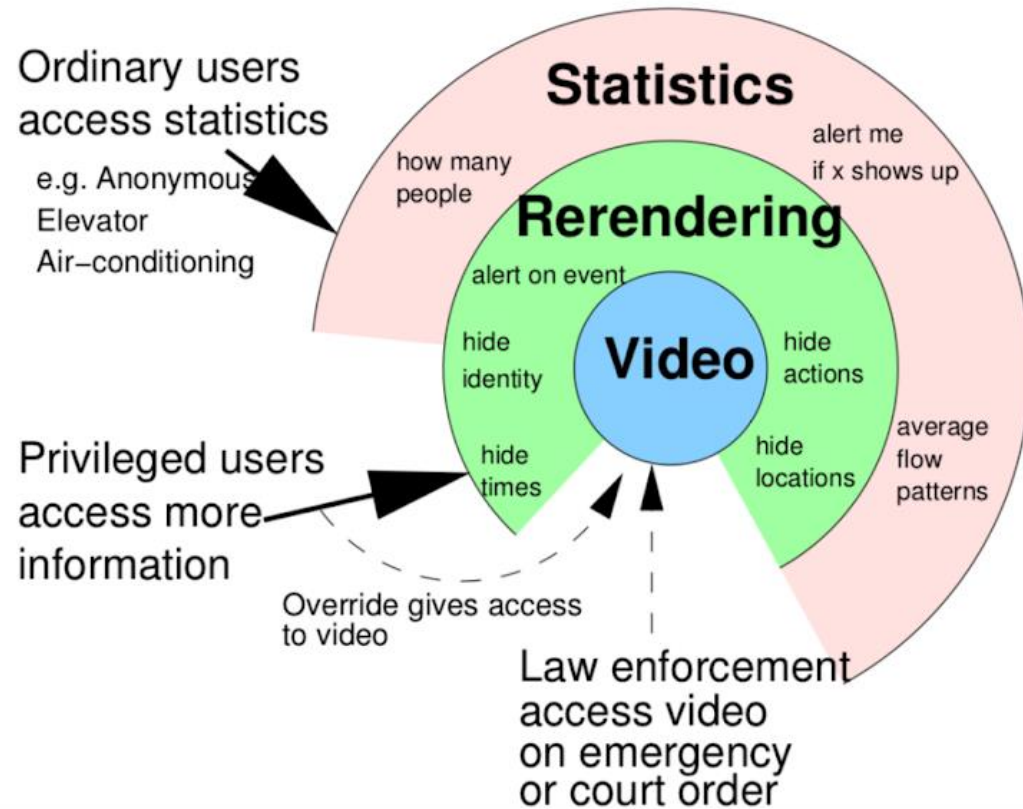 Ordinary users
access statistics
e.g. Anonymous
Elevator
Air-conditioning
Statistics
how many
people
alert me
if x shows up
Rerendering
alert on event
hide
identity
Video
hide
actions
hide
times
hide
locations
average
flow
patterns
Privileged users
access more
information
Override gives access
to video
Law enforcement
access video
on emergency
or court order